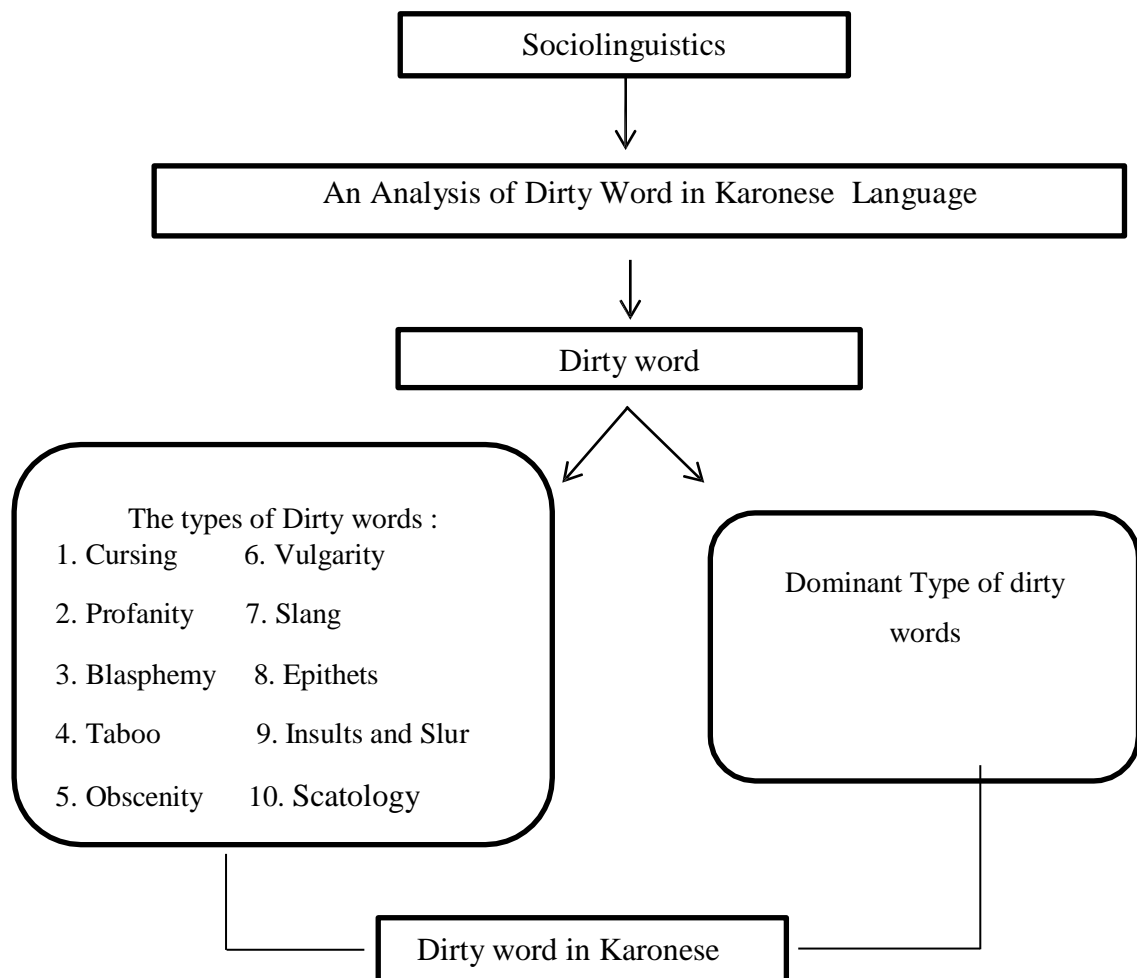 Sociolinguistics
An Analysis of Dirty Word in Karonese Language
Dirty word
The types of Dirty words :
1. Cursing 6. Vulgarity
2. Profanity 7. Slang
3. Blasphemy 8. Epithets
4. Taboo 9. Insults and Slur
5. Obscenity 10. Scatology
Dominant Type of dirty
words
Dirty word in Karonese